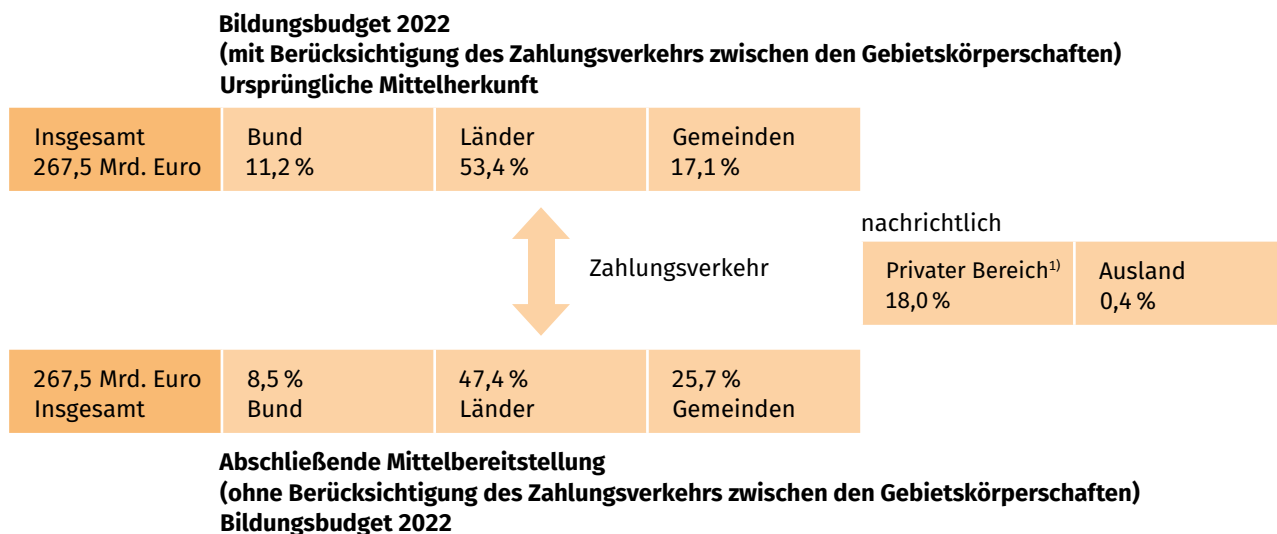 Bildungsbudget 2022
(mit Berücksichtigung des Zahlungsverkehrs zwischen den Gebietskörperschaften)
Ursprüngliche Mittelherkunft
Insgesamt
267,5 Mrd. Euro
Bund
11,2 %
Länder
53,4 %
Gemeinden
17,1 %
nachrichtlich
Zahlungsverkehr
Privater Bereich¹⁾
18,0 %
Ausland
0,4 %
267,5 Mrd. Euro
Insgesamt
8,5 %
Bund
47,4 %
Länder
25,7 %
Gemeinden
Abschließende Mittelbereitstellung
(ohne Berücksichtigung des Zahlungsverkehrs zwischen den Gebietskörperschaften)
Bildungsbudget 2022